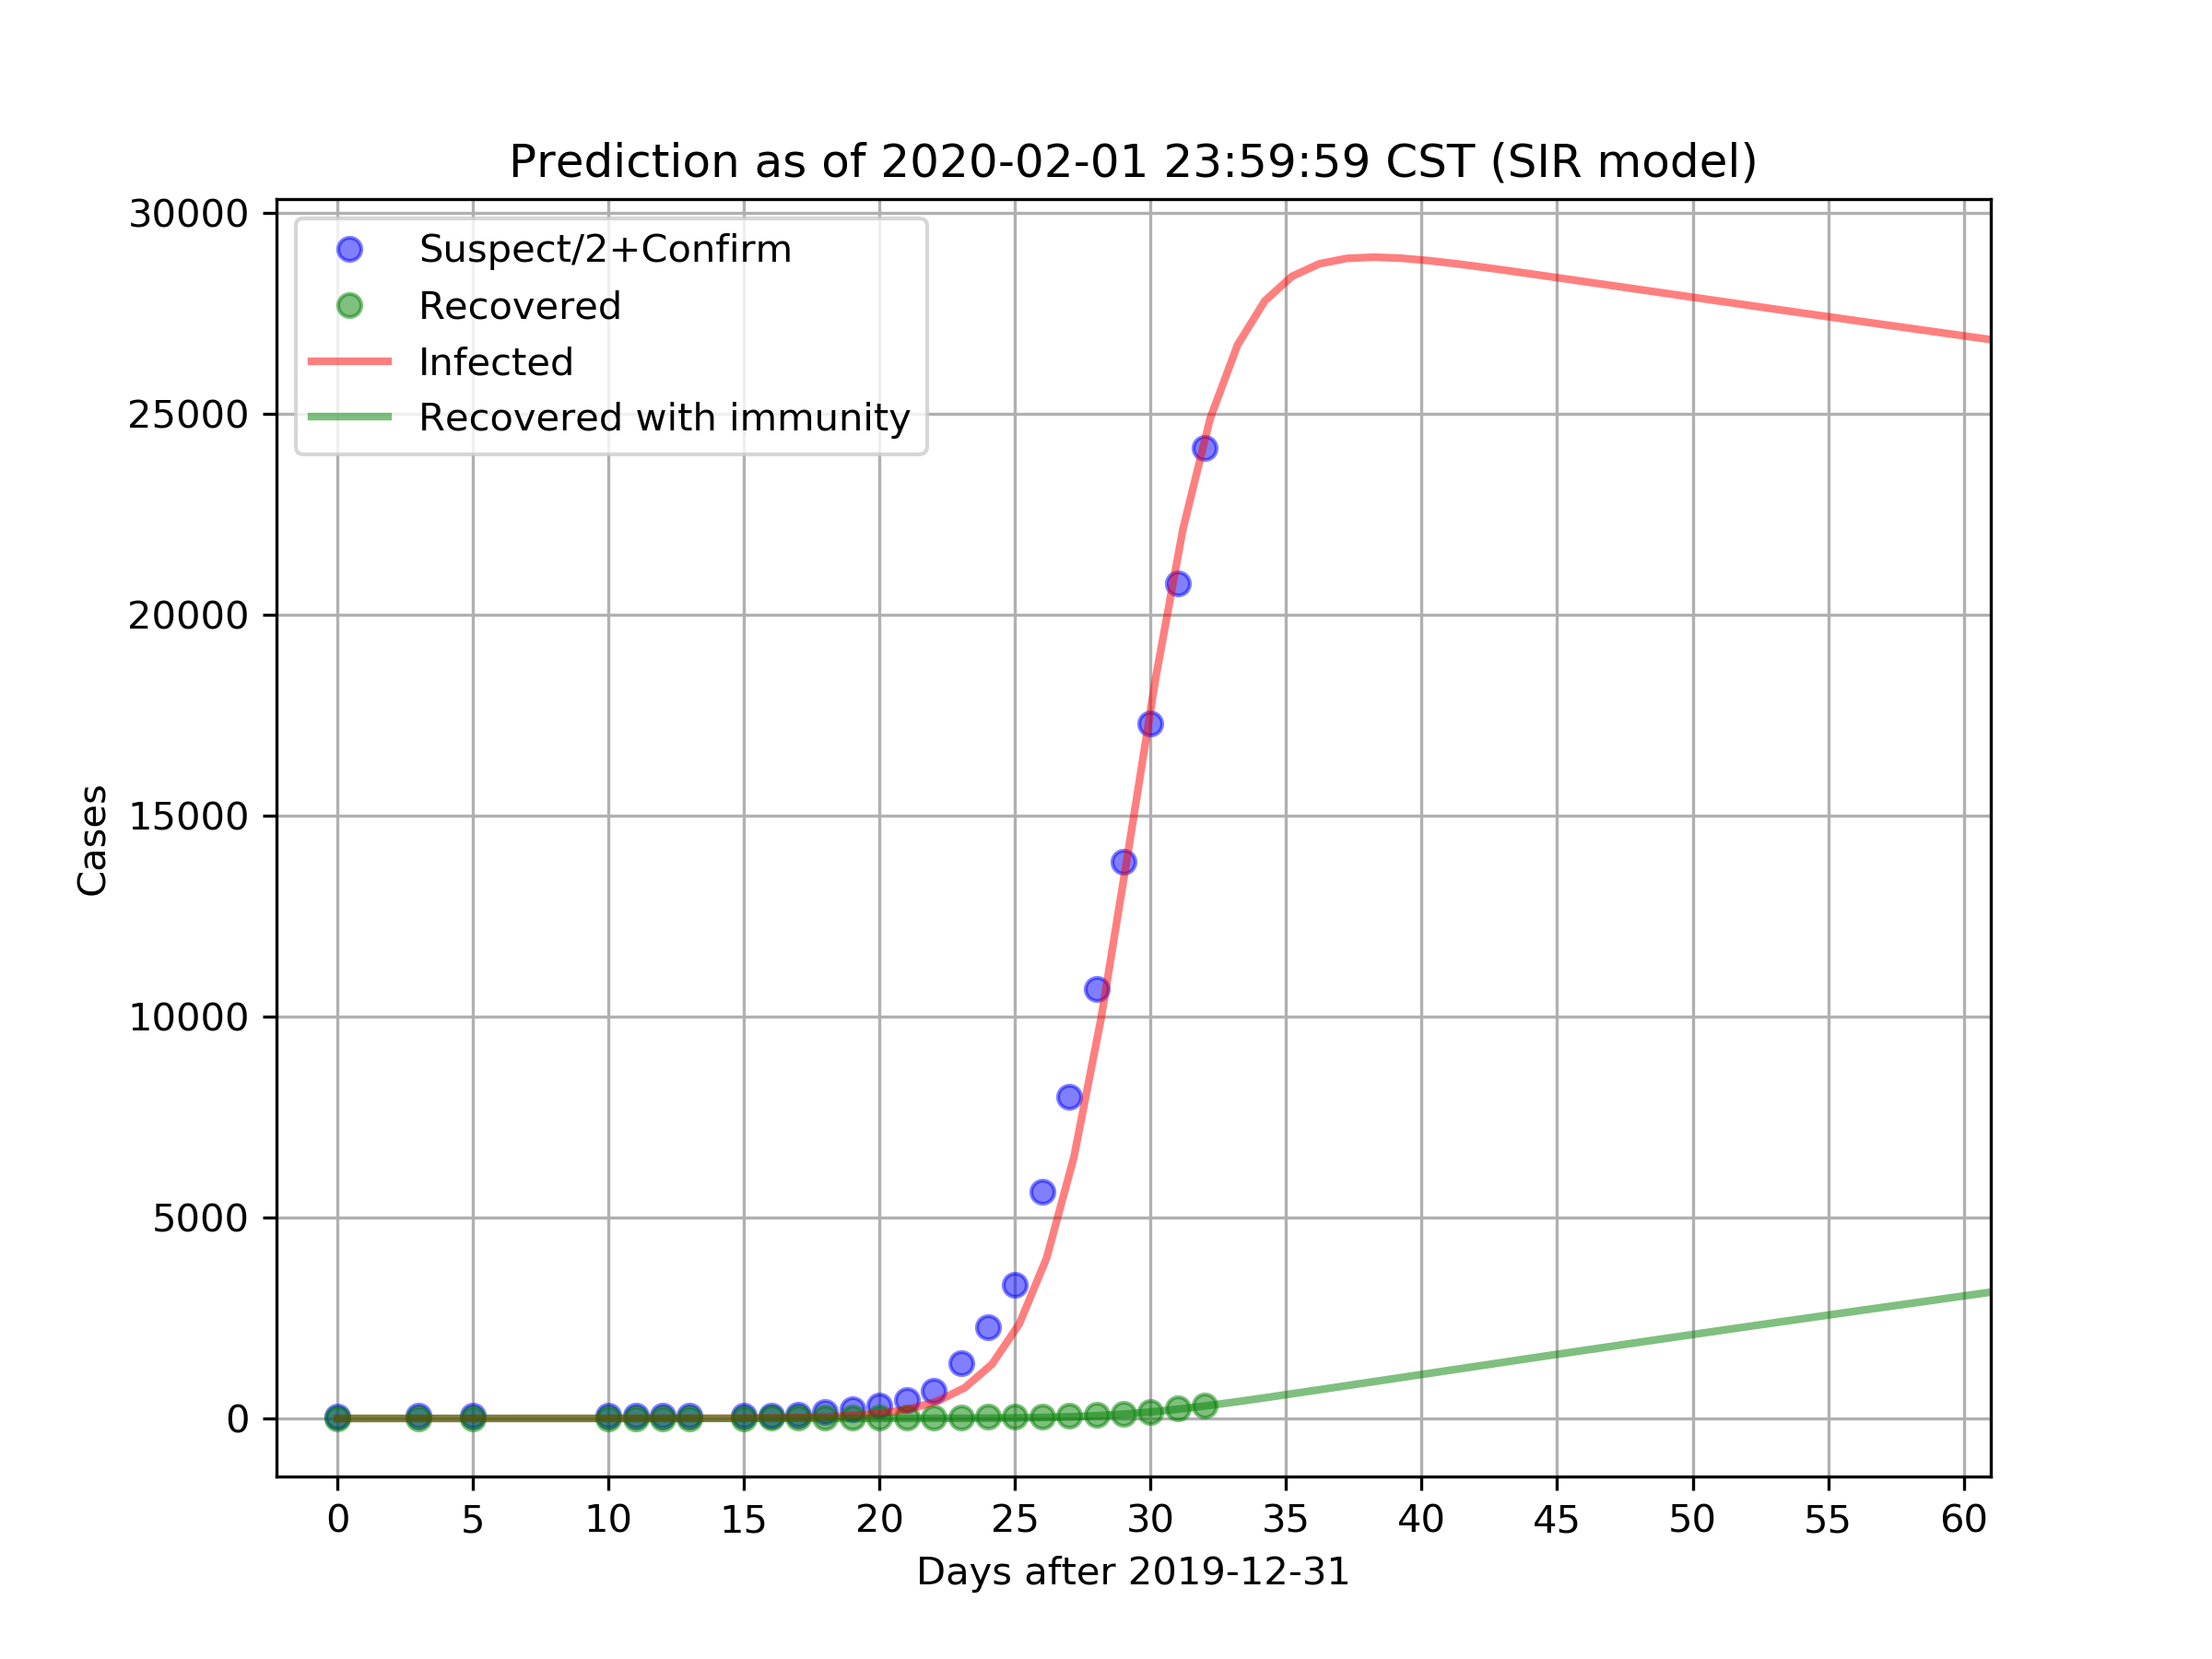 Prediction as of 2020-02-01 23:59:59 CST (SIR model)
30000
25000
20000
15000
10000
5000
0
Cases
Suspect/2+Confirm
Recovered
Infected
Recovered with immunity
0 5 10 15 20 25 30 35 40 45 50 55 60
Days after 2019-12-31